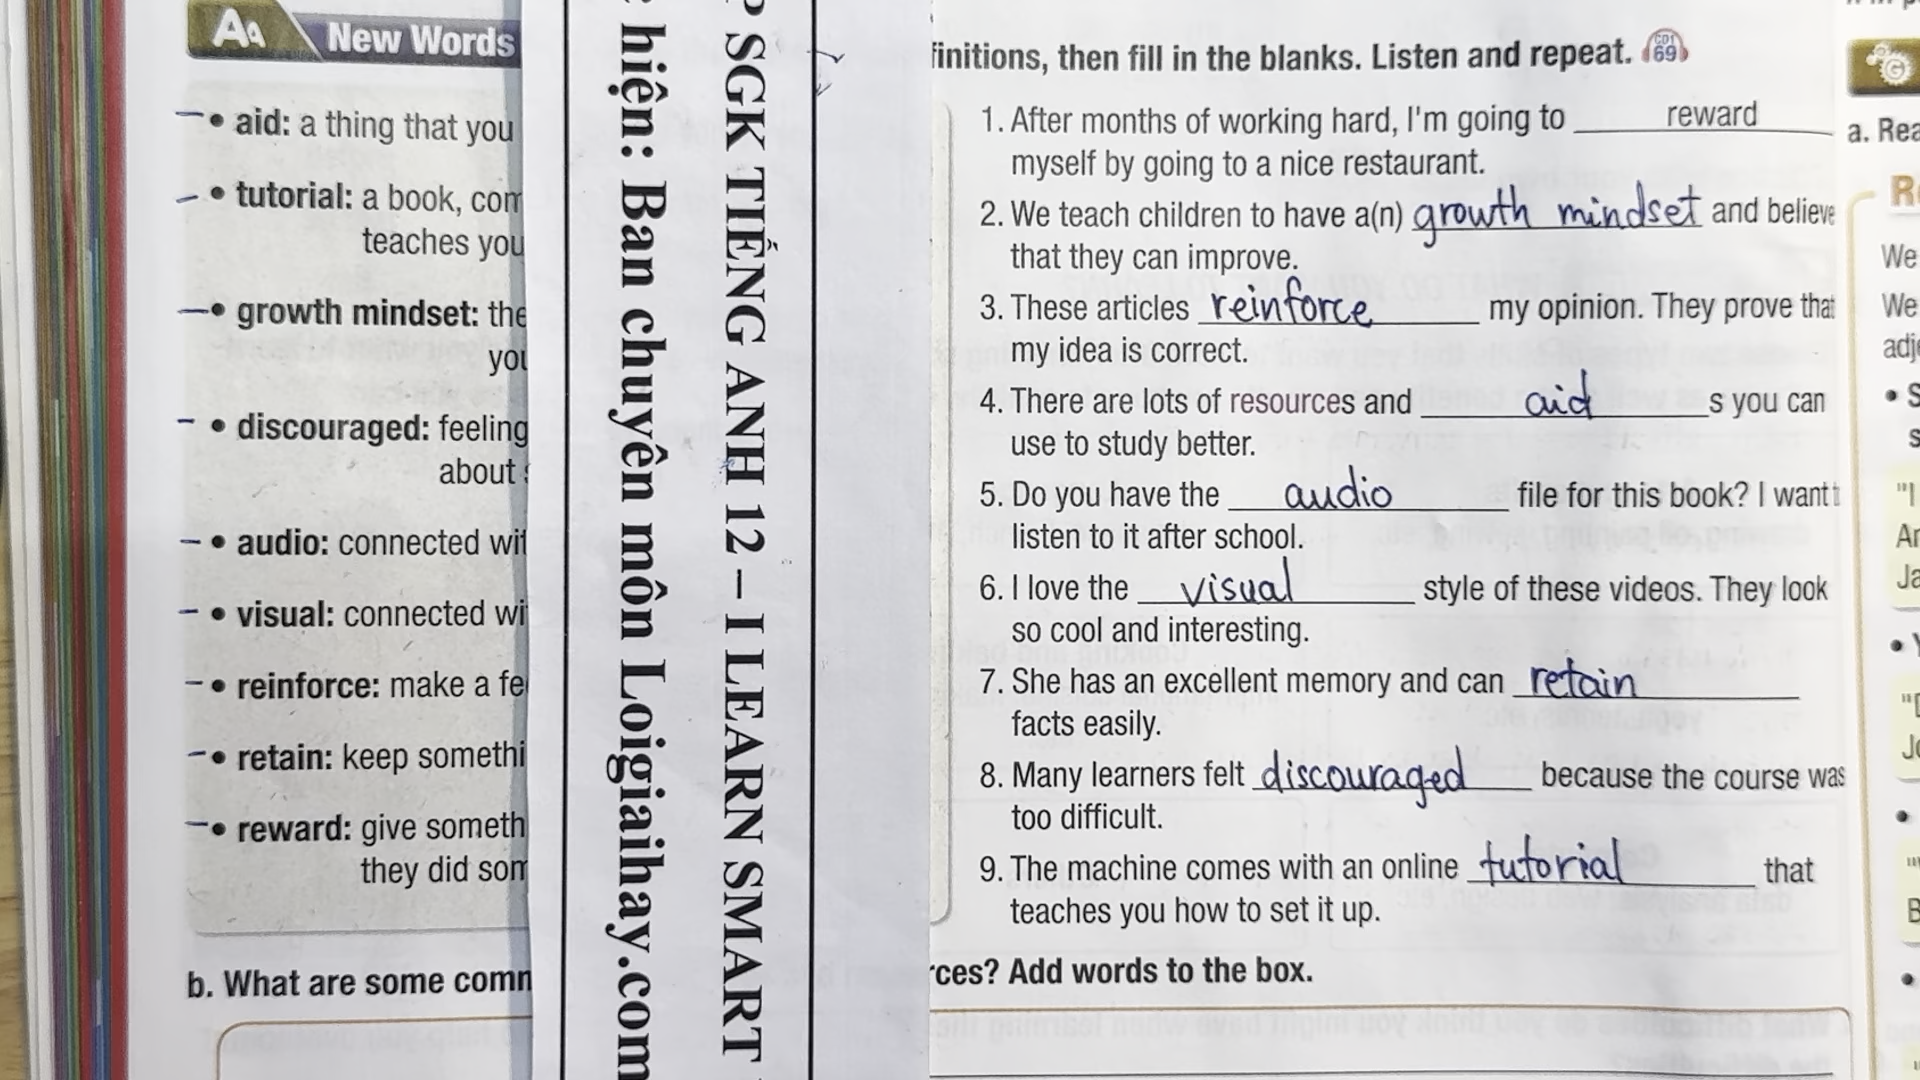 Aa New Words
• aid: a thing that you
• tutorial: a book, com
teaches you
• growth mindset: the
you
• discouraged: feeling
about
• audio: connected wit
• visual: connected wi
• reinforce: make a fe
• retain: keep somethi
• reward: give someth
they did som
b. What are some comm
hiện: Ban chuyên môn Loigiaihay.com
P SGK TIẾNG ANH 12 – I LEARN SMART
finitions, then fill in the blanks. Listen and repeat. CD1 69
1. After months of working hard, I'm going to reward
myself by going to a nice restaurant.
2. We teach children to have a(n) growth mindset and believe
that they can improve.
3. These articles reinforce my opinion. They prove that
my idea is correct.
4. There are lots of resources and aids you can
use to study better.
5. Do you have the audio file for this book? I want t
listen to it after school.
6. I love the visual style of these videos. They look
so cool and interesting.
7. She has an excellent memory and can retain
facts easily.
8. Many learners felt discouraged because the course was
too difficult.
9. The machine comes with an online tutorial that
teaches you how to set it up.
rces? Add words to the box.
G
a. Rea
We
We
adje
• S
s
"I
Ar
Ja
• Y
J
B